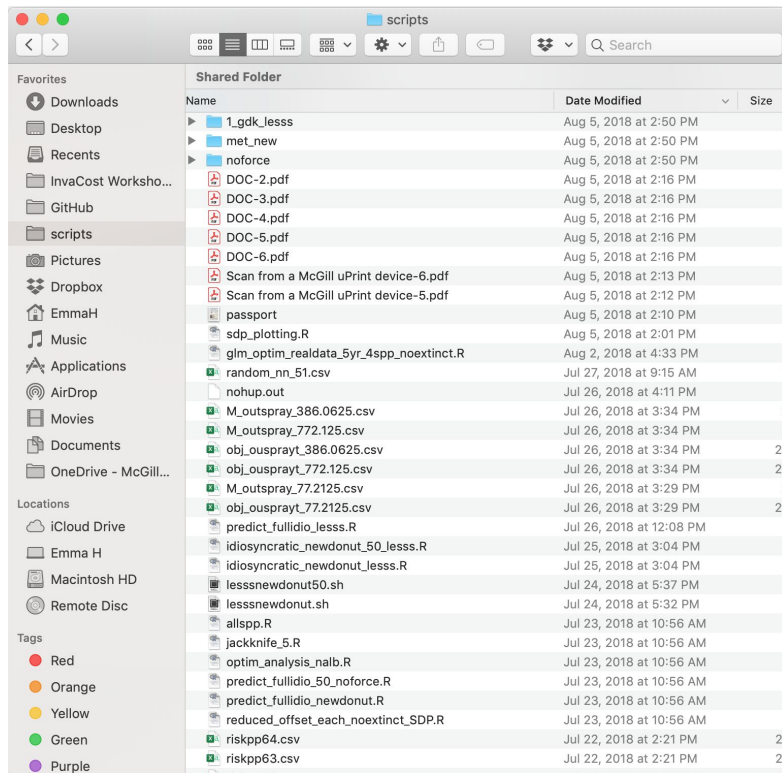 scripts
Search
Favorites
Downloads
Desktop
Recents
InvaCost Worksho...
GitHub
scripts
Pictures
Dropbox
EmmaH
Music
Applications
AirDrop
Movies
Documents
OneDrive - McGill...
Locations
iCloud Drive
Emma H
Macintosh HD
Remote Disc
Tags
Red
Orange
Yellow
Green
Purple
Shared Folder
Name Date Modified Size
1_gdk_lesss Aug 5, 2018 at 2:50 PM
met_new Aug 5, 2018 at 2:50 PM
noforce Aug 5, 2018 at 2:50 PM
DOC-2.pdf Aug 5, 2018 at 2:16 PM
DOC-3.pdf Aug 5, 2018 at 2:16 PM
DOC-4.pdf Aug 5, 2018 at 2:16 PM
DOC-5.pdf Aug 5, 2018 at 2:16 PM
DOC-6.pdf Aug 5, 2018 at 2:16 PM
Scan from a McGill uPrint device-6.pdf Aug 5, 2018 at 2:13 PM
Scan from a McGill uPrint device-5.pdf Aug 5, 2018 at 2:12 PM
passport Aug 5, 2018 at 2:10 PM
sdp_plotting.R Aug 5, 2018 at 2:01 PM
glm_optim_realdata_5yr_4spp_noextinct.R Aug 2, 2018 at 4:33 PM
random_nn_51.csv Jul 27, 2018 at 9:15 AM
nohup.out Jul 26, 2018 at 4:11 PM
M_outspray_386.0625.csv Jul 26, 2018 at 3:34 PM
M_outspray_772.125.csv Jul 26, 2018 at 3:34 PM
obj_ousprayt_386.0625.csv Jul 26, 2018 at 3:34 PM 2
obj_ousprayt_772.125.csv Jul 26, 2018 at 3:34 PM 2
M_outspray_77.2125.csv Jul 26, 2018 at 3:29 PM
obj_ousprayt_77.2125.csv Jul 26, 2018 at 3:29 PM 2
predict_fullidio_lesss.R Jul 26, 2018 at 12:08 PM
idiosyncratic_newdonut_50_lesss.R Jul 25, 2018 at 3:04 PM
idiosyncratic_newdonut_lesss.R Jul 25, 2018 at 3:04 PM
lesssnewdonut50.sh Jul 24, 2018 at 5:37 PM
lesssnewdonut.sh Jul 24, 2018 at 5:32 PM
allspp.R Jul 23, 2018 at 10:56 AM
jackknife_5.R Jul 23, 2018 at 10:56 AM
optim_analysis_nalb.R Jul 23, 2018 at 10:56 AM
predict_fullidio_50_noforce.R Jul 23, 2018 at 10:56 AM
predict_fullidio_newdonut.R Jul 23, 2018 at 10:56 AM
reduced_offset_each_noextinct_SDP.R Jul 23, 2018 at 10:56 AM
riskpp64.csv Jul 22, 2018 at 2:21 PM 2
riskpp63.csv Jul 22, 2018 at 2:21 PM 2